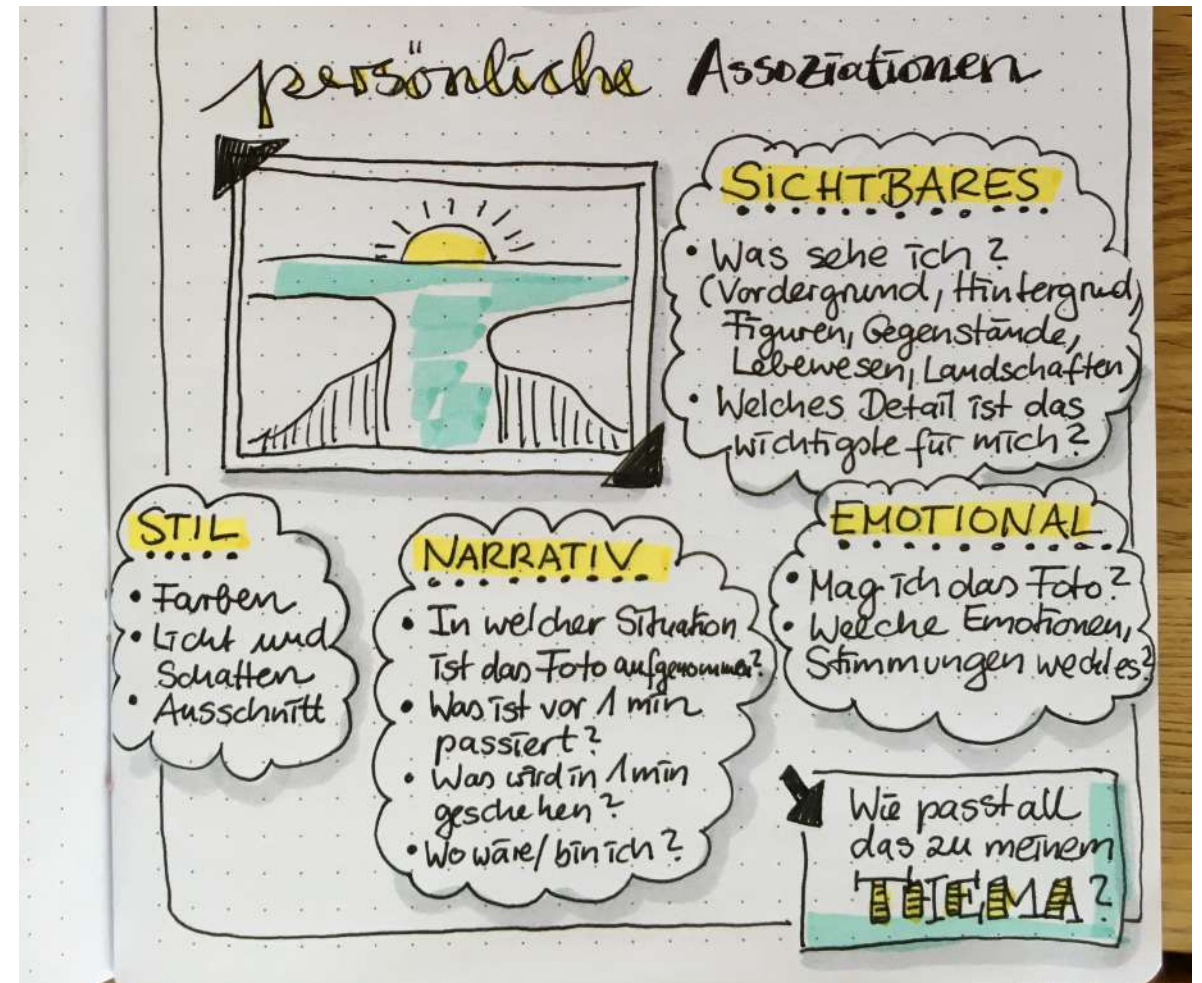 persönliche Assoziationen
SICHTBARES
• Was sehe ich?
(Vordergrund, Hintergrud,
Figuren, Gegenstände,
Lebewesen, Landschaften)
• Welches Detail ist das
wichtigste für mich?
STIL
• Farben
• Licht und
Schatten
• Ausschnitt
NARRATIV
• In welcher Situation
ist das Foto aufgenommen?
• Was ist vor 1 min
passiert?
• Was wird in 1 min
geschehen?
• Wo wäre/bin ich?
EMOTIONAL
• Mag ich das Foto?
• Welche Emotionen,
Stimmungen weckt es?
Wie passt all
das zu meinem
THEMA?